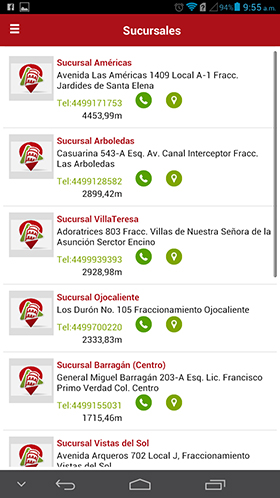 94% 9:55 a.m.
Sucursales
Sucursal Américas
Avenida Las Américas 1409 Local A-1 Fracc.
Jardides de Santa Elena
Tel:4499171753
4453,99m
Sucursal Arboledas
Casuarina 543-A Esq. Av. Canal Interceptor Fracc.
Las Arboledas
Tel:4499128582
2899,42m
Sucursal VillaTeresa
Adoratrices 803 Fracc. Villas de Nuestra Señora de la
Asunción Serctor Encino
Tel:4499939393
2928,98m
Sucursal Ojocaliente
Los Durón No. 105 Fraccionamiento Ojocaliente
Tel:4499700220
2333,83m
Sucursal Barragán (Centro)
General Miguel Barragán 203-A Esq. Lic. Francisco
Primo Verdad Col. Centro
Tel:4499155031
1715,46m
Sucursal Vistas del Sol
Avenida Arqueros 702 Local J, Fraccionamiento
Vistas del Sol